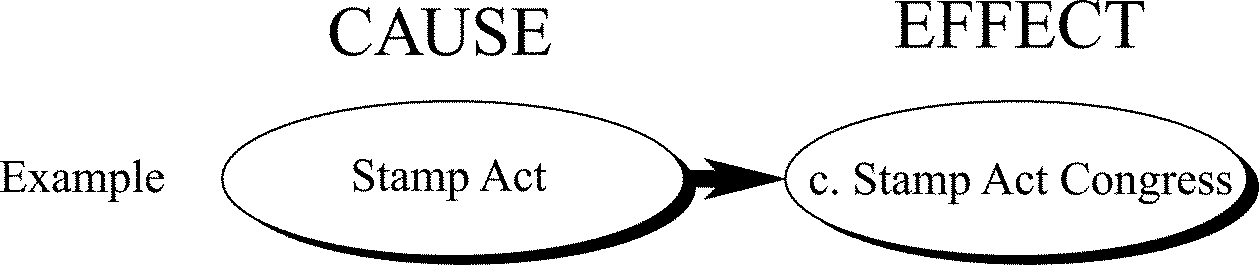 CAUSE
EFFECT
Example
Stamp Act
c. Stamp Act Congress